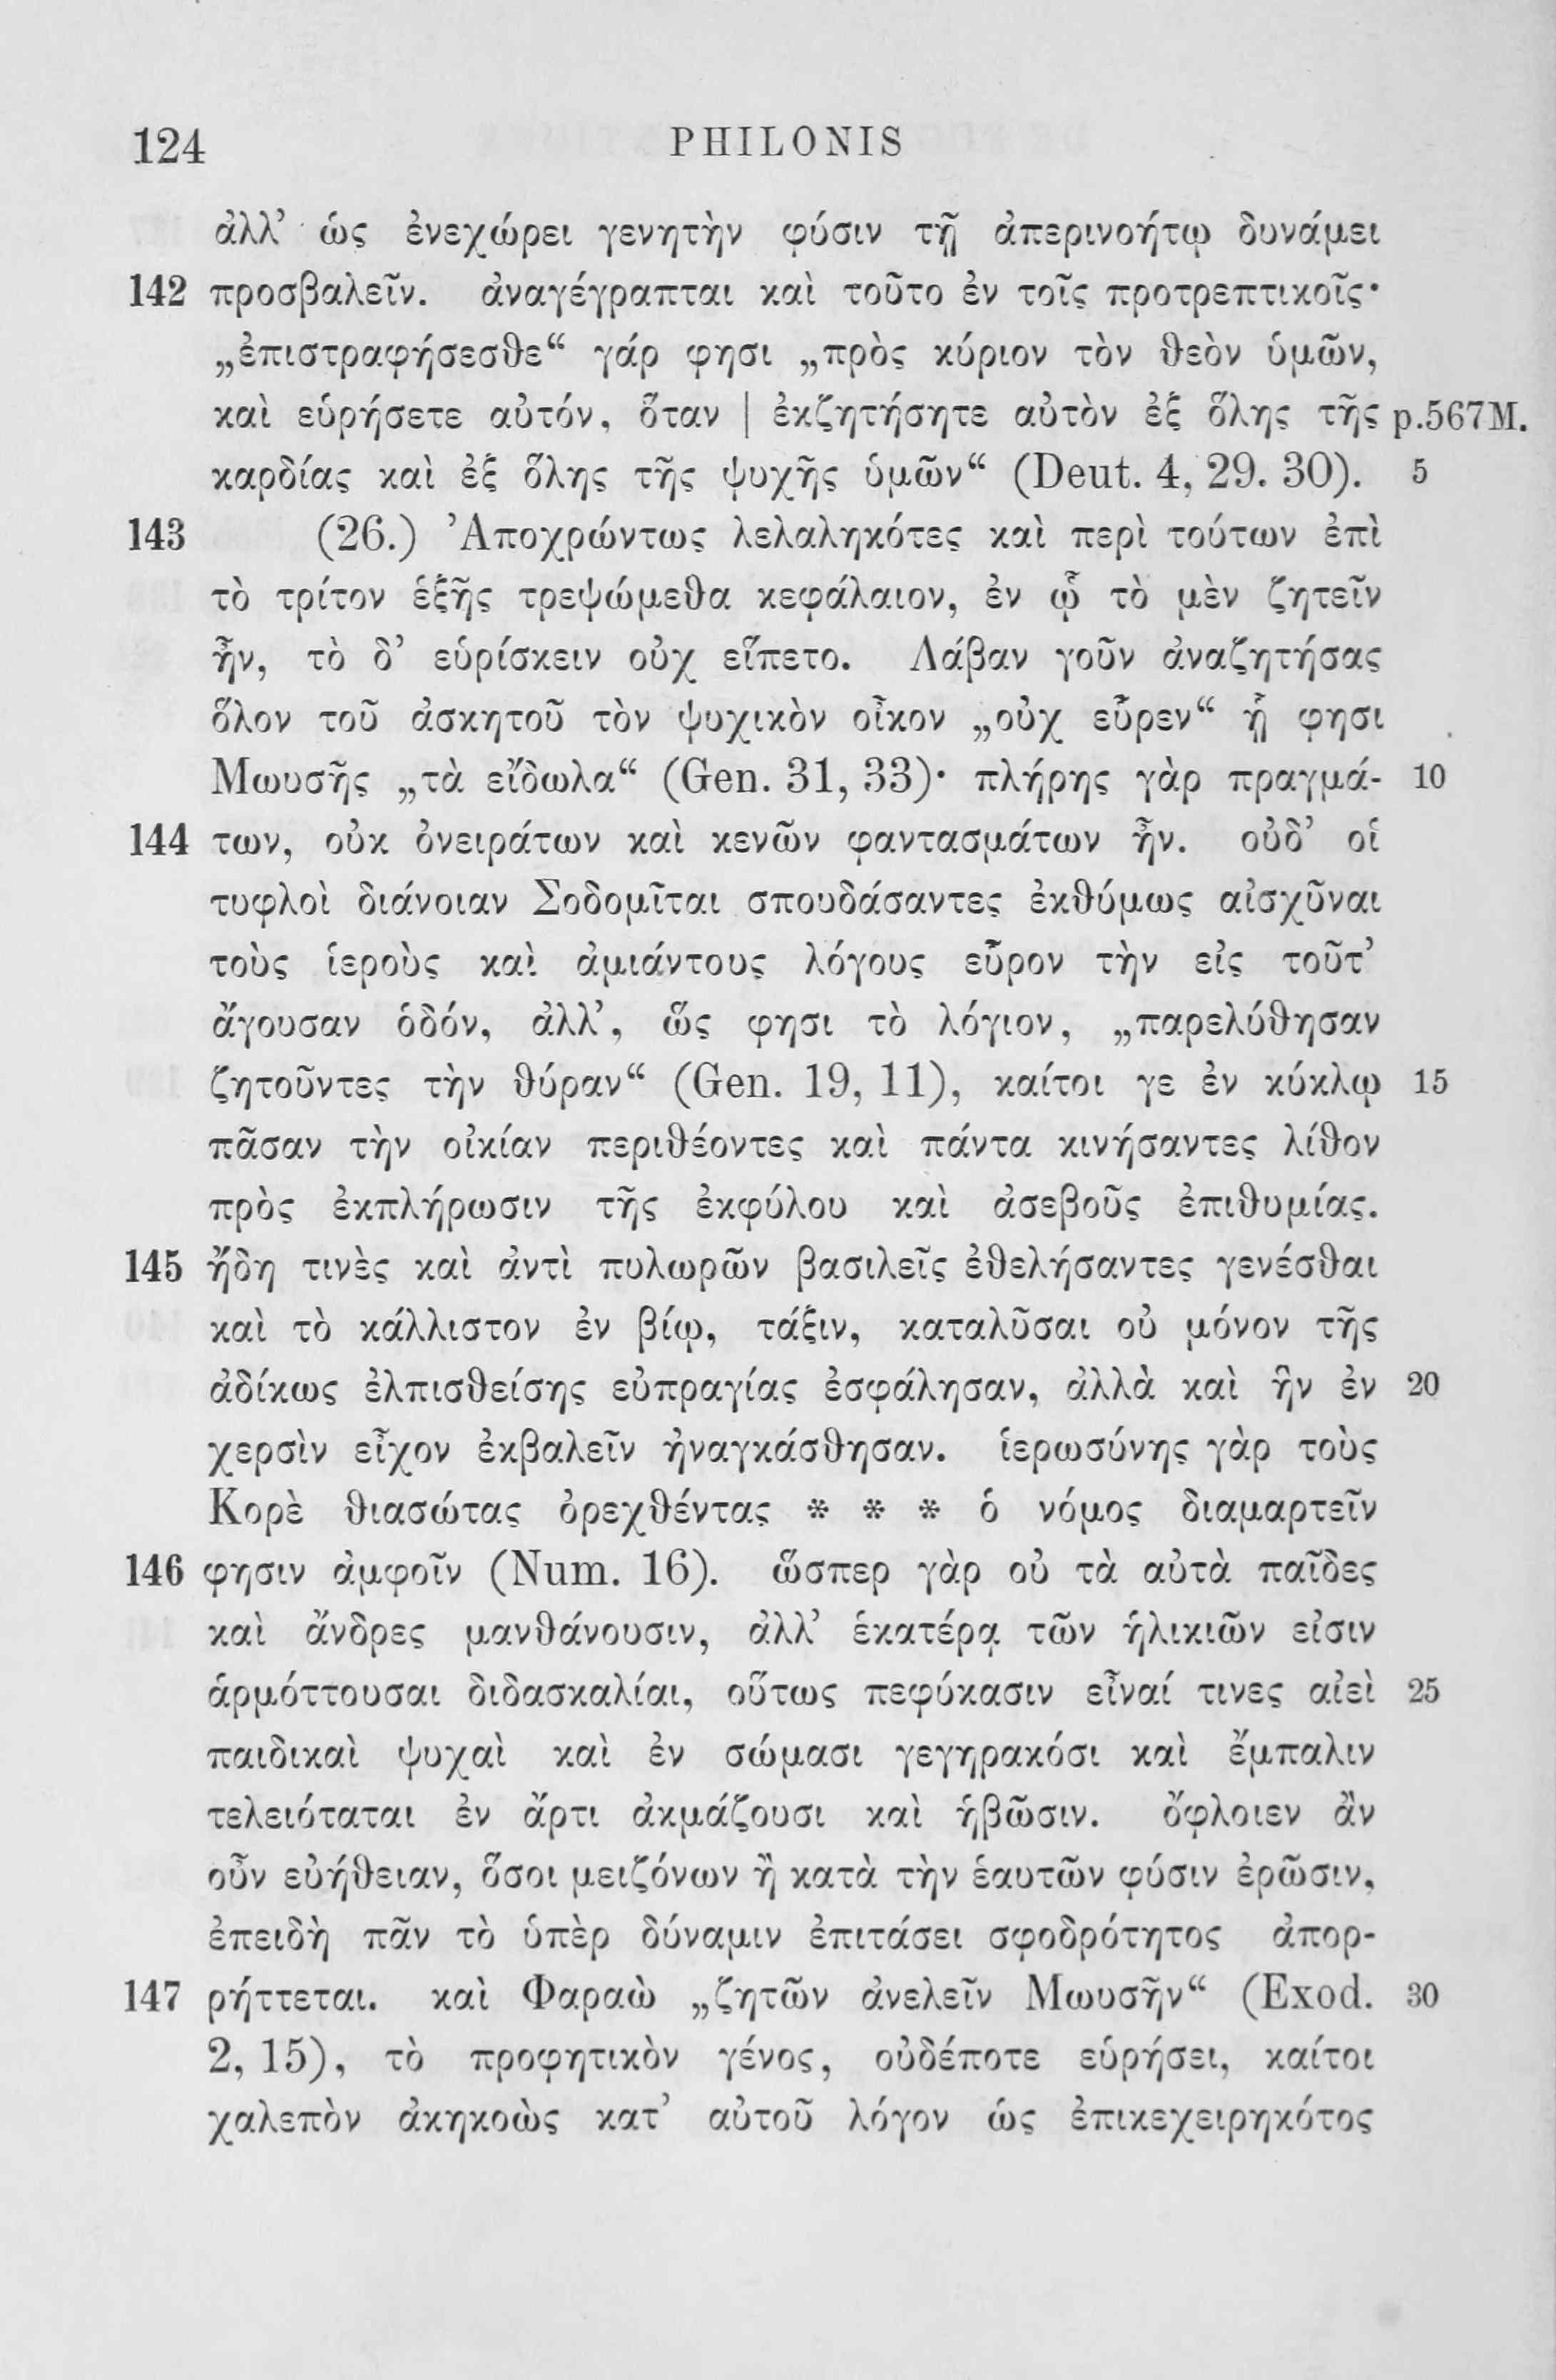 124 PHILONIS
ἀλλ’ ὡς ἐνεχώρει γενητὴν φύσιν τῇ ἀπερινοήτῳ δυνάμει
142 προσβαλεῖν. ἀναγέγραπται καὶ τοῦτο ἐν τοῖς προτρεπτικοῖς·
„ἐπιστραφήσεσθε“ γάρ φησι „πρὸς κύριον τὸν θεὸν ὑμῶν,
καὶ εὑρήσετε αὐτόν, ὅταν | ἐκζητήσητε αὐτὸν ἐξ ὅλης τῆς p.567M.
καρδίας καὶ ἐξ ὅλης τῆς ψυχῆς ὑμῶν“ (Deut. 4, 29. 30). 5
143 (26.) Ἀποχρώντως λελαληκότες καὶ περὶ τούτων ἐπὶ
τὸ τρίτον ἑξῆς τρεψώμεθα κεφάλαιον, ἐν ᾧ τὸ μὲν ζητεῖν
ἦν, τὸ δ’ εὑρίσκειν οὐχ εἵπετο. Λάβαν γοῦν ἀναζητήσας
ὅλον τοῦ ἀσκητοῦ τὸν ψυχικὸν οἶκον „οὐχ εὗρεν“ ᾗ φησι
Μωυσῆς „τὰ εἴδωλα“ (Gen. 31, 33)· πλήρης γὰρ πραγμά- 10
144 των, οὐκ ὀνειράτων καὶ κενῶν φαντασμάτων ἦν. οὐδ’ οἱ
τυφλοὶ διάνοιαν Σοδομῖται σπουδάσαντες ἐκθύμως αἰσχῦναι
τοὺς ἱεροὺς καὶ ἀμιάντους λόγους εὗρον τὴν εἰς τοῦτ’
ἄγουσαν ὁδόν, ἀλλ’, ὥς φησι τὸ λόγιον, „παρελύθησαν
ζητοῦντες τὴν θύραν“ (Gen. 19, 11), καίτοι γε ἐν κύκλῳ 15
πᾶσαν τὴν οἰκίαν περιθέοντες καὶ πάντα κινήσαντες λίθον
πρὸς ἐκπλήρωσιν τῆς ἐκφύλου καὶ ἀσεβοῦς ἐπιθυμίας.
145 ἤδη τινὲς καὶ ἀντὶ πυλωρῶν βασιλεῖς ἐθελήσαντες γενέσθαι
καὶ τὸ κάλλιστον ἐν βίῳ, τάξιν, καταλῦσαι οὐ μόνον τῆς
ἀδίκως ἐλπισθείσης εὐπραγίας ἐσφάλησαν, ἀλλὰ καὶ ἣν ἐν 20
χερσὶν εἶχον ἐκβαλεῖν ἠναγκάσθησαν. ἱερωσύνης γὰρ τοὺς
Κορὲ θιασώτας ὀρεχθέντας * * * ὁ νόμος διαμαρτεῖν
146 φησιν ἀμφοῖν (Num. 16). ὥσπερ γὰρ οὐ τὰ αὐτὰ παῖδες
καὶ ἄνδρες μανθάνουσιν, ἀλλ’ ἑκατέρᾳ τῶν ἡλικιῶν εἰσιν
ἁρμόττουσαι διδασκαλίαι, οὕτως πεφύκασιν εἶναί τινες αἰεὶ 25
παιδικαὶ ψυχαὶ καὶ ἐν σώμασι γεγηρακόσι καὶ ἔμπαλιν
τελειόταται ἐν ἄρτι ἀκμάζουσι καὶ ἡβῶσιν. ὄφλοιεν ἂν
οὖν εὐήθειαν, ὅσοι μειζόνων ἢ κατὰ τὴν ἑαυτῶν φύσιν ἐρῶσιν,
ἐπειδὴ πᾶν τὸ ὑπὲρ δύναμιν ἐπιτάσει σφοδρότητος ἀπορ-
147 ρήττεται. καὶ Φαραὼ „ζητῶν ἀνελεῖν Μωυσῆν“ (Exod. 30
2, 15), τὸ προφητικὸν γένος, οὐδέποτε εὑρήσει, καίτοι
χαλεπὸν ἀκηκοὼς κατ’ αὐτοῦ λόγον ὡς ἐπικεχειρηκότος